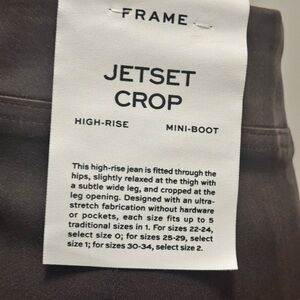 FRAME
JETSET
CROP
HIGH-RISE MINI-BOOT
This high-rise jean is fitted through the
hips, slightly relaxed at the thigh with
a subtle wide leg, and cropped at the
leg opening. Designed with an ultra-
stretch fabrication without hardware
or pockets, each size fits up to 5
traditional sizes in 1. For sizes 22-24,
select size 0; for sizes 25-29, select
size 1; for sizes 30-34, select size 2.